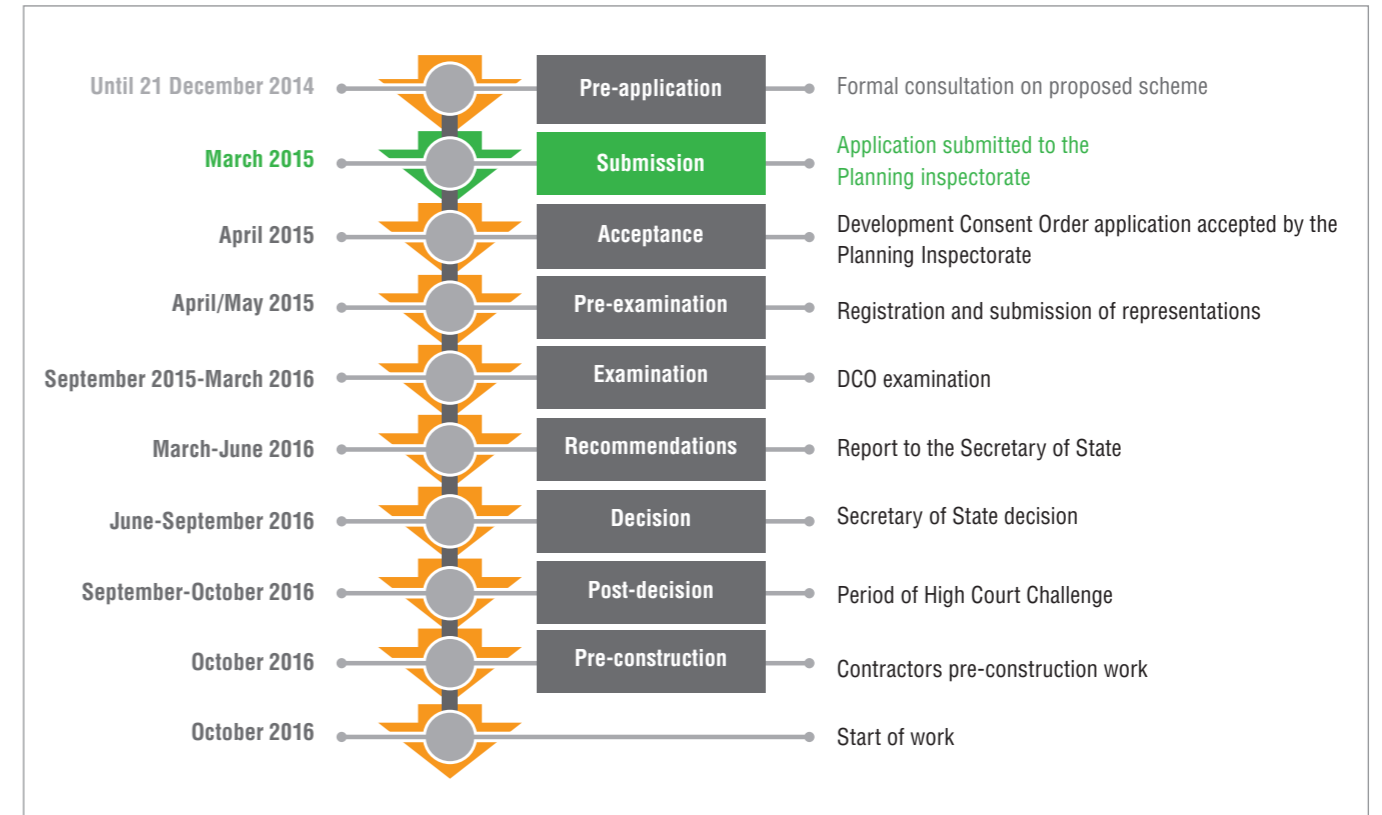 Until 21 December 2014 Pre-application Formal consultation on proposed scheme
March 2015 Submission Application submitted to the
Planning inspectorate
April 2015 Acceptance Development Consent Order application accepted by the
Planning Inspectorate
April/May 2015 Pre-examination Registration and submission of representations
September 2015-March 2016 Examination DCO examination
March-June 2016 Recommendations Report to the Secretary of State
June-September 2016 Decision Secretary of State decision
September-October 2016 Post-decision Period of High Court Challenge
October 2016 Pre-construction Contractors pre-construction work
October 2016 Start of work